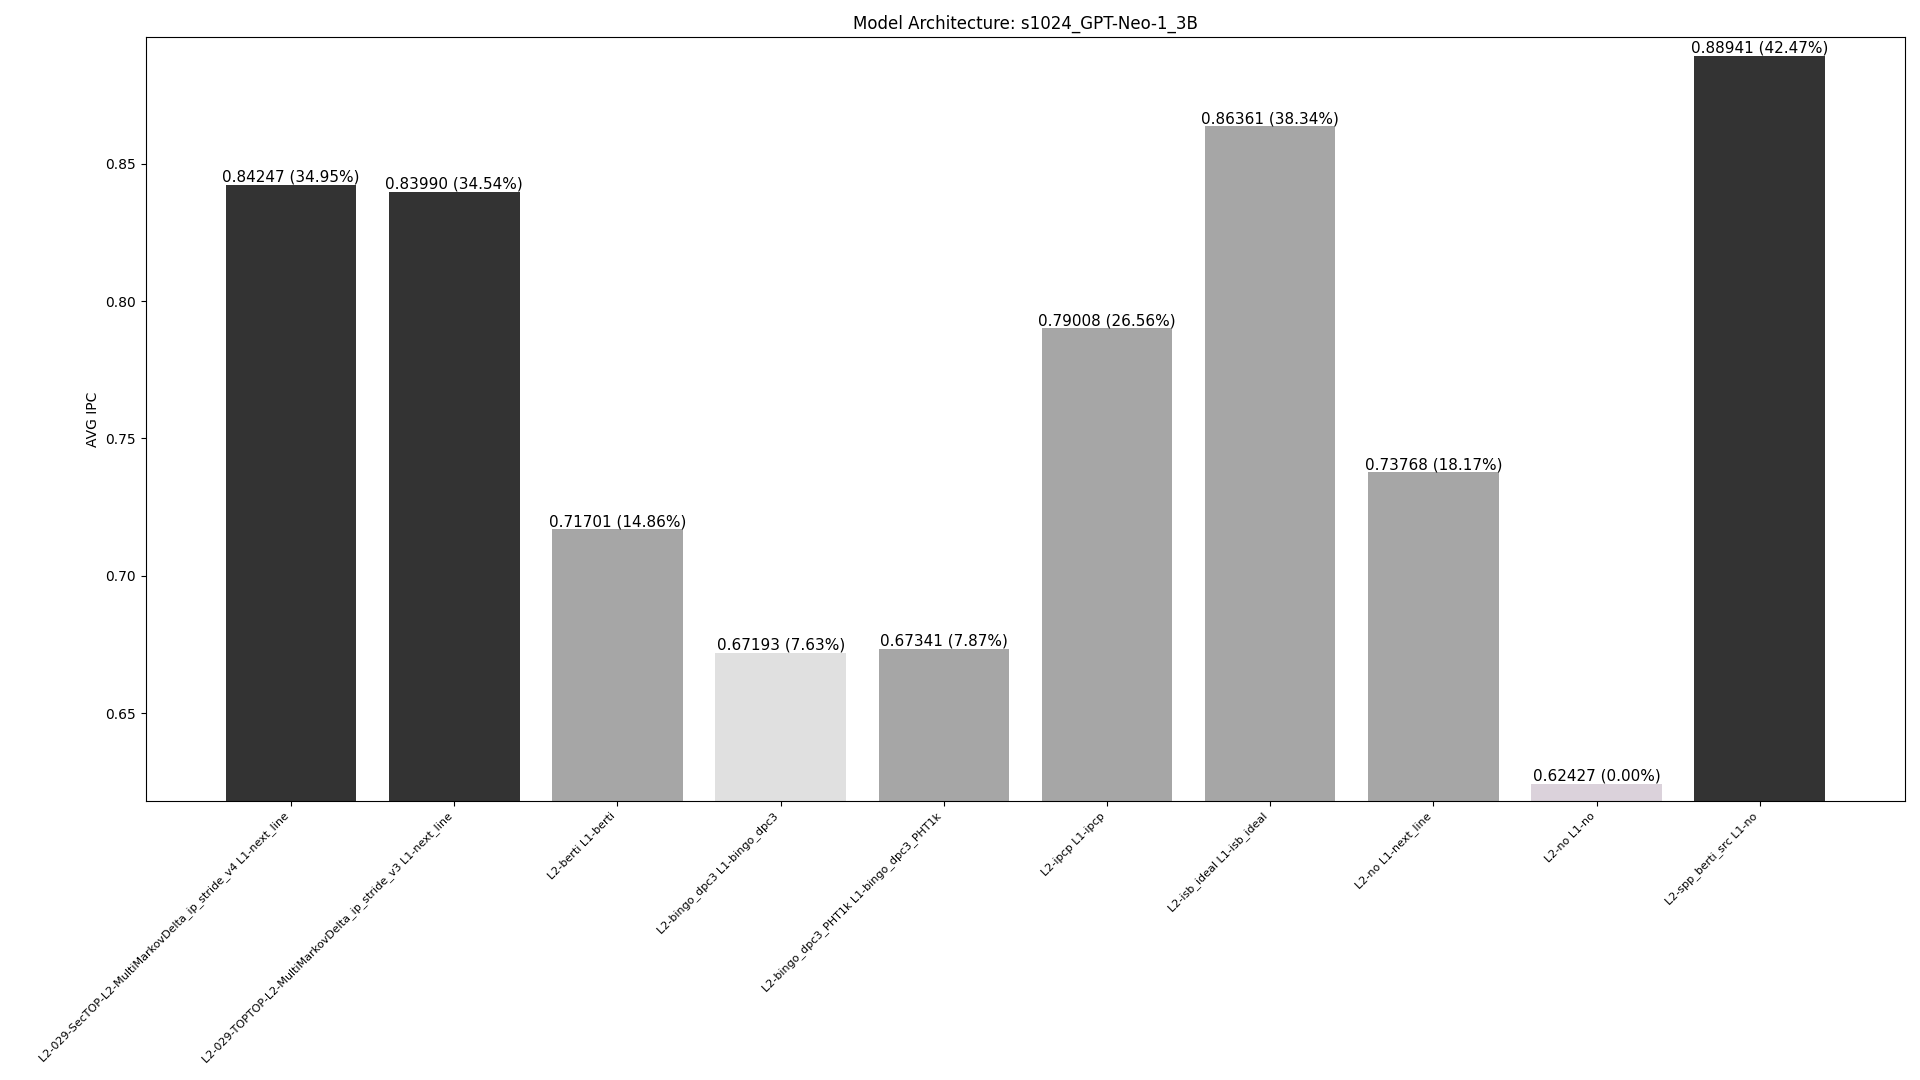 Model Architecture: s1024_GPT-Neo-1_3B
AVG IPC
0.85
0.80
0.75
0.70
0.65
0.84247 (34.95%)
0.83990 (34.54%)
0.71701 (14.86%)
0.67193 (7.63%)
0.67341 (7.87%)
0.79008 (26.56%)
0.86361 (38.34%)
0.73768 (18.17%)
0.62427 (0.00%)
0.88941 (42.47%)
L2-029-SecTOP-L2-MultiMarkovDelta_ip_stride_v4 L1-next_line
L2-029-TOPTOP-L2-MultiMarkovDelta_ip_stride_v3 L1-next_line
L2-berti L1-berti
L2-bingo_dpc3 L1-bingo_dpc3
L2-bingo_dpc3_PHT1k L1-bingo_dpc3_PHT1k
L2-ipcp L1-ipcp
L2-isb_ideal L1-isb_ideal
L2-no L1-next_line
L2-no L1-no
L2-spp_berti_src L1-no